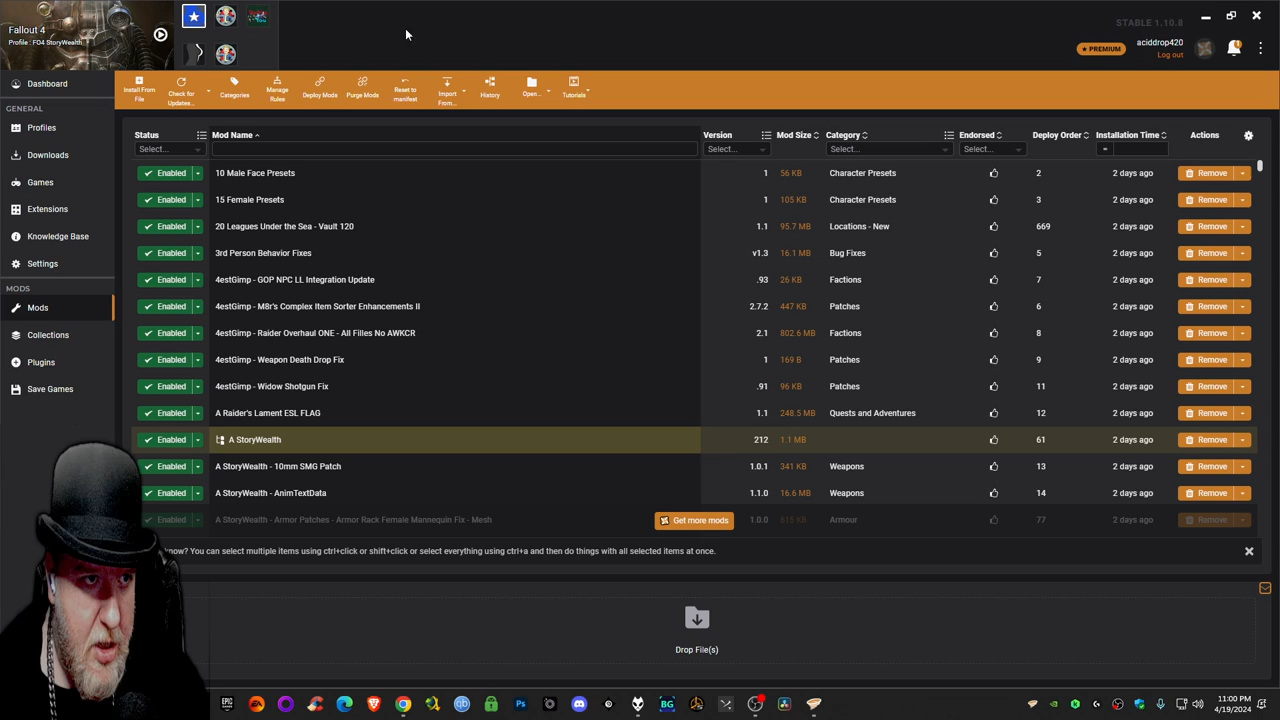 Fallout 4
Profile : FO4 StoryWealth
STABLE 1.10.8
PREMIUM
aciddrop420
Log out
Dashboard
GENERAL
Profiles
Downloads
Games
Extensions
Knowledge Base
Settings
MODS
Mods
Collections
Plugins
Save Games
Install From File
Check for Updates...
Categories
Manage Rules
Deploy Mods
Purge Mods
Reset to manifest
Import From...
History
Open...
Tutorials
Status Mod Name Version Mod Size Category Endorsed Deploy Order Installation Time Actions
Select... Select... Select... Select... =
Enabled 10 Male Face Presets 1 56 KB Character Presets 2 2 days ago Remove
Enabled 15 Female Presets 1 105 KB Character Presets 3 2 days ago Remove
Enabled 20 Leagues Under the Sea - Vault 120 1.1 95.7 MB Locations - New 669 2 days ago Remove
Enabled 3rd Person Behavior Fixes v1.3 16.1 MB Bug Fixes 5 2 days ago Remove
Enabled 4estGimp - GOP NPC LL Integration Update .93 26 KB Factions 7 2 days ago Remove
Enabled 4estGimp - M8r's Complex Item Sorter Enhancements II 2.7.2 447 KB Patches 6 2 days ago Remove
Enabled 4estGimp - Raider Overhaul ONE - All Filles No AWKCR 2.1 802.6 MB Factions 8 2 days ago Remove
Enabled 4estGimp - Weapon Death Drop Fix 1 169 B Patches 9 2 days ago Remove
Enabled 4estGimp - Widow Shotgun Fix .91 96 KB Patches 11 2 days ago Remove
Enabled A Raider's Lament ESL FLAG 1.1 248.5 MB Quests and Adventures 12 2 days ago Remove
Enabled A StoryWealth 212 1.1 MB 61 2 days ago Remove
Enabled A StoryWealth - 10mm SMG Patch 1.0.1 341 KB Weapons 13 2 days ago Remove
Enabled A StoryWealth - AnimTextData 1.1.0 16.6 MB Weapons 14 2 days ago Remove
Enabled A StoryWealth - Armor Patches - Armor Rack Female Mannequin Fix - Mesh 1.0.0 615 KB Armour 77 2 days ago Remove
Get more mods
know? You can select multiple items using ctrl+click or shift+click or select everything using ctrl+a and then do things with all selected items at once.
Drop File(s)
11:00 PM
4/19/2024